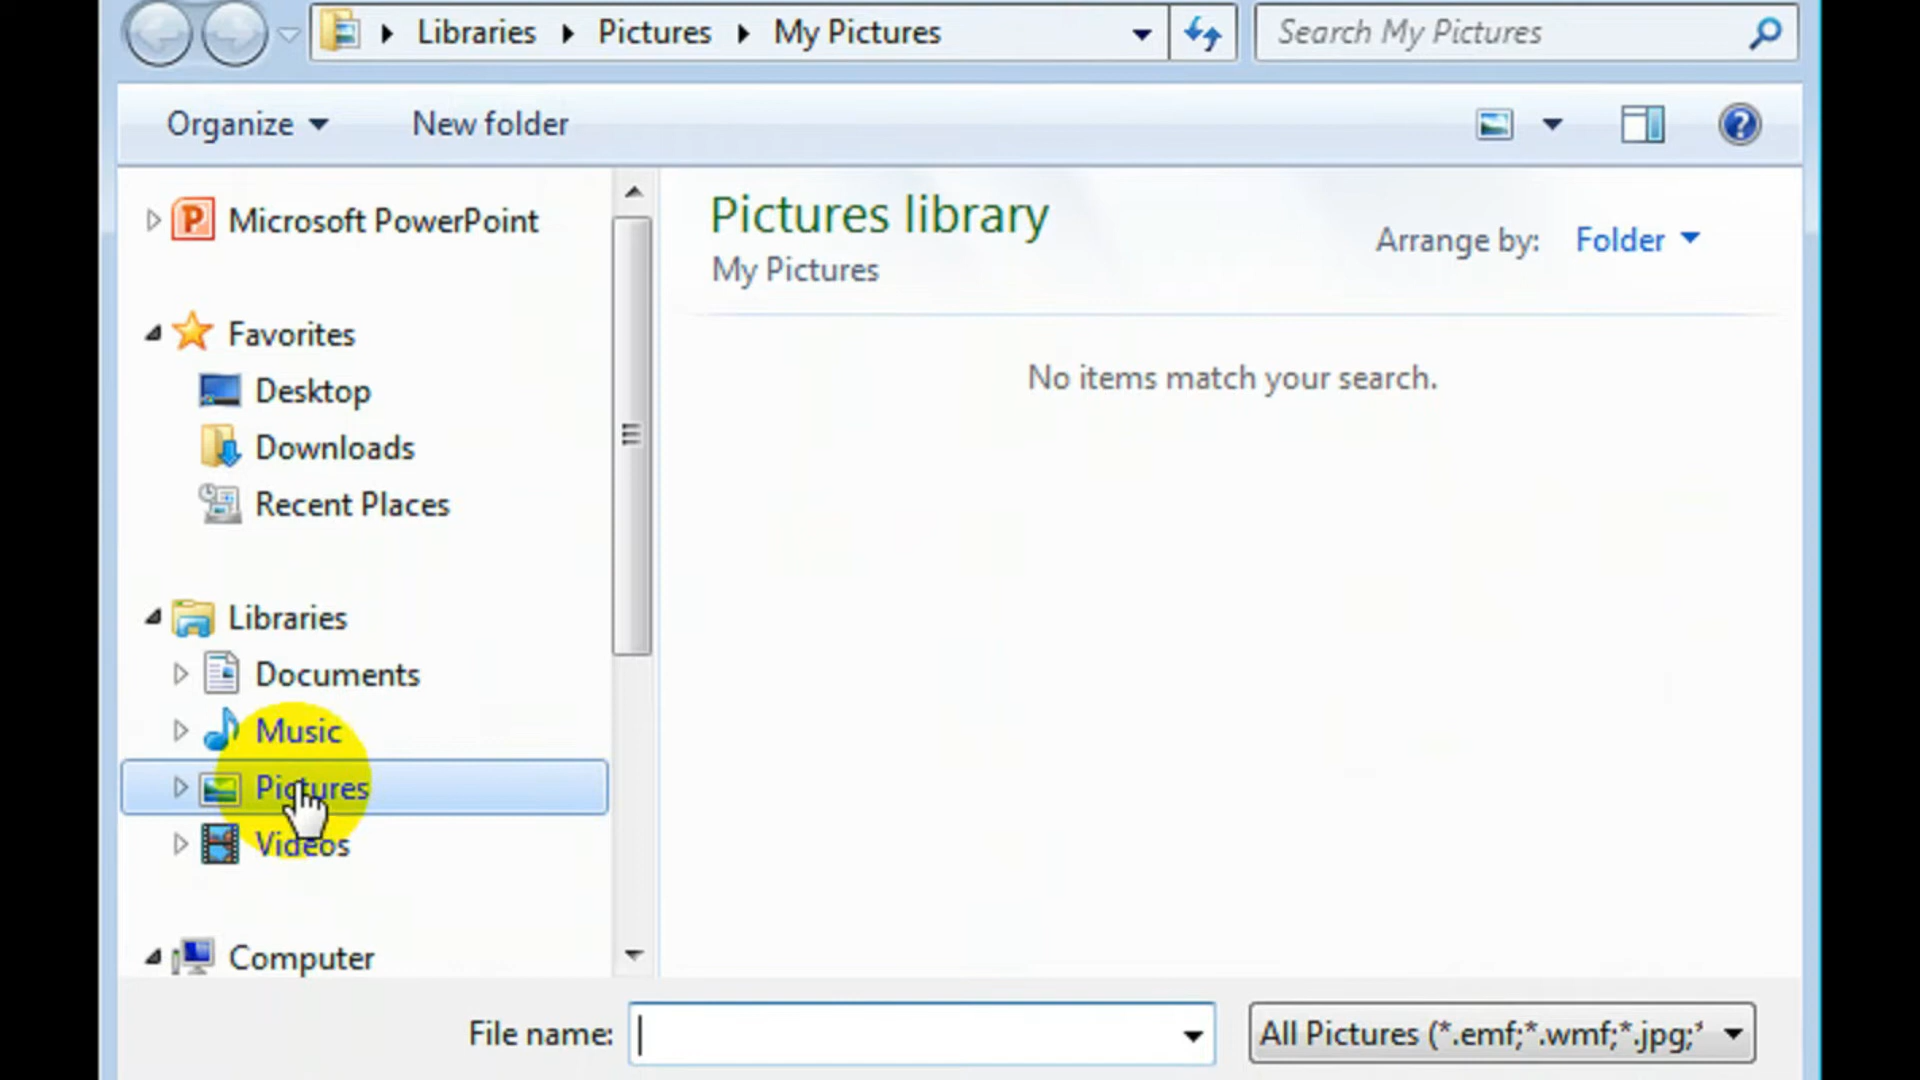 Libraries Pictures My Pictures
Search My Pictures
Organize New folder
Microsoft PowerPoint
Favorites
Desktop
Downloads
Recent Places
Libraries
Documents
Music
Pictures
Videos
Computer
Pictures library
My Pictures
Arrange by: Folder
No items match your search.
File name:
All Pictures (*.emf;*.wmf;*.jpg;*